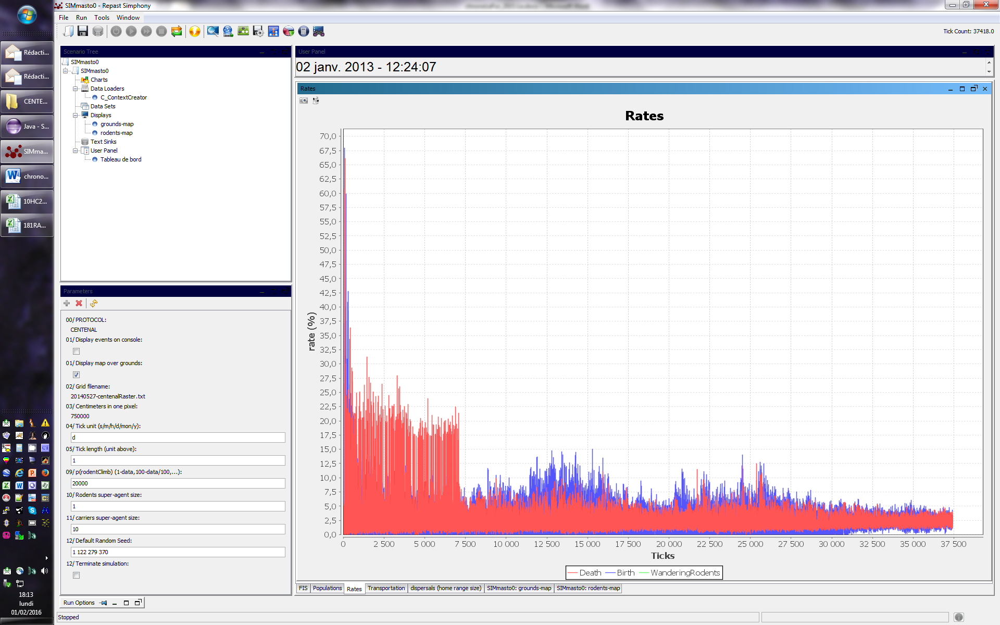 SIMmasto0 - Repast Simphony
File Run Tools Window
Tick Count: 37418.0
Rédacti...
Rédacti...
CENTE...
Java - S...
SIMma...
chrono...
10HC2...
181RA...
18:13
lundi
01/02/2016
Scenario Tree
SIMmasto0
SIMmasto0
Charts
Data Loaders
C_ContextCreator
Data Sets
Displays
grounds-map
rodents-map
Text Sinks
User Panel
Tableau de bord
Parameters
00/ PROTOCOL:
CENTENAL
01/ Display events on console:
01/ Display map over grounds:
02/ Grid filename:
20140527-centenalRaster.txt
03/ Centimeters in one pixel:
750000
04/ Tick unit (s/m/h/d/mon/y):
d
05/ Tick length (unit above):
1
09/ p(rodentClimb) (1-data,100-data/100,...):
20000
10/ Rodents super-agent size:
1
11/ carriers super-agent size:
10
12/ Default Random Seed:
1 122 279 370
12/ Terminate simulation:
Run Options
Stopped
User Panel
02 janv. 2013 - 12:24:07
Rates
Rates
rate (%)
70,0
67,5
65,0
62,5
60,0
57,5
55,0
52,5
50,0
47,5
45,0
42,5
40,0
37,5
35,0
32,5
30,0
27,5
25,0
22,5
20,0
17,5
15,0
12,5
10,0
7,5
5,0
2,5
0,0
0 2 500 5 000 7 500 10 000 12 500 15 000 17 500 20 000 22 500 25 000 27 500 30 000 32 500 35 000 37 500
Ticks
Death Birth WanderingRodents
FIS Populations Rates Transportation dispersals (home range size) SIMmasto0: grounds-map SIMmasto0: rodents-map